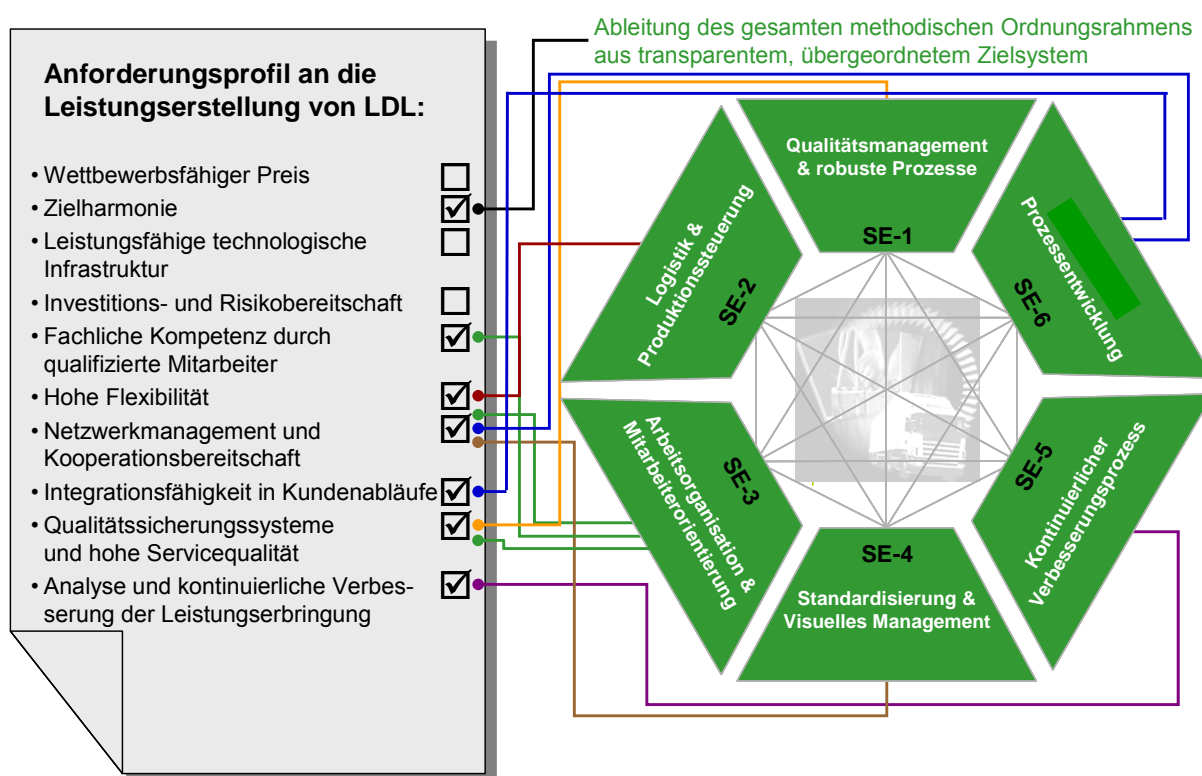 Ableitung des gesamten methodischen Ordnungsrahmens
aus transparentem, übergeordnetem Zielsystem
Anforderungsprofil an die
Leistungserstellung von LDL:
• Wettbewerbsfähiger Preis
• Zielharmonie
• Leistungsfähige technologische
Infrastruktur
• Investitions- und Risikobereitschaft
• Fachliche Kompetenz durch
qualifizierte Mitarbeiter
• Hohe Flexibilität
• Netzwerkmanagement und
Kooperationsbereitschaft
• Integrationsfähigkeit in Kundenabläufe
• Qualitätssicherungssysteme
und hohe Servicequalität
• Analyse und kontinuierliche Verbes-
serung der Leistungserbringung
Qualitätsmanagement
& robuste Prozesse
SE-1
Logistik &
Produktionssteuerung
SE-2
Arbeitsorganisation &
Mitarbeiterorientierung
SE-3
SE-4
Standardisierung &
Visuelles Management
SE-5
Kontinuierlicher
Verbesserungsprozess
SE-6
Prozessentwicklung